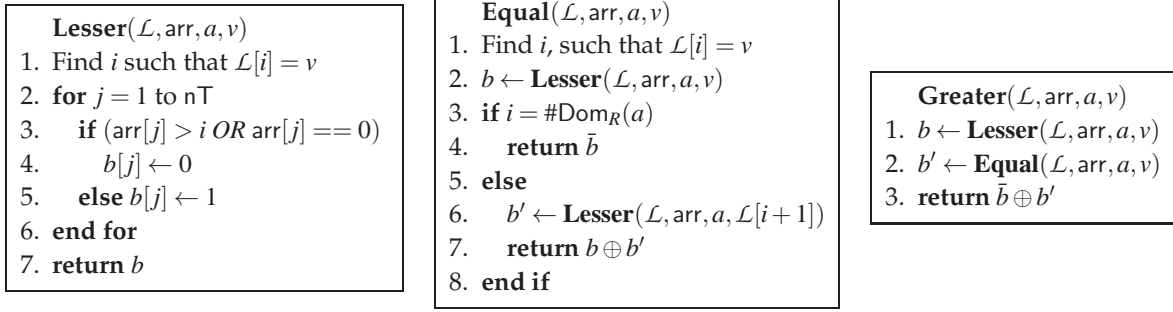 Lesser(ℒ, arr, a, v)
1. Find i such that ℒ[i] = v
2. for j = 1 to nT
3. if (arr[j] > i OR arr[j] == 0)
4. b[j] ← 0
5. else b[j] ← 1
6. end for
7. return b
Equal(ℒ, arr, a, v)
1. Find i, such that ℒ[i] = v
2. b ← Lesser(ℒ, arr, a, v)
3. if i = #Dom_R(a)
4. return b̄
5. else
6. b′ ← Lesser(ℒ, arr, a, ℒ[i+1])
7. return b ⊕ b′
8. end if
Greater(ℒ, arr, a, v)
1. b ← Lesser(ℒ, arr, a, v)
2. b′ ← Equal(ℒ, arr, a, v)
3. return b̄ ⊕ b′